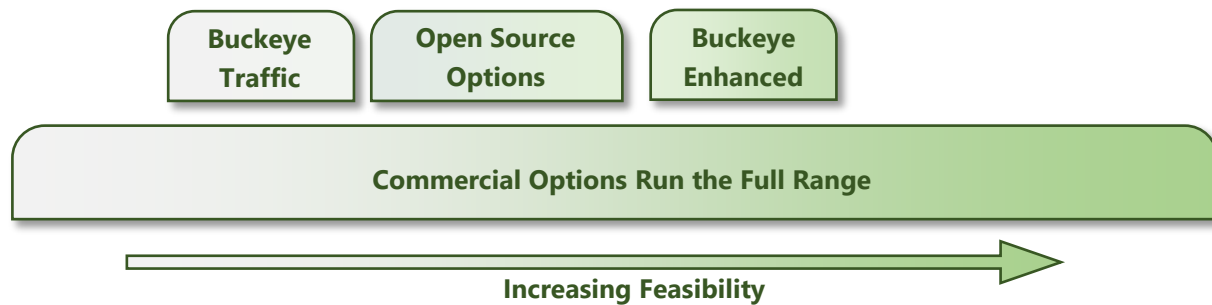 Buckeye
Traffic
Open Source
Options
Buckeye
Enhanced
Commercial Options Run the Full Range
Increasing Feasibility